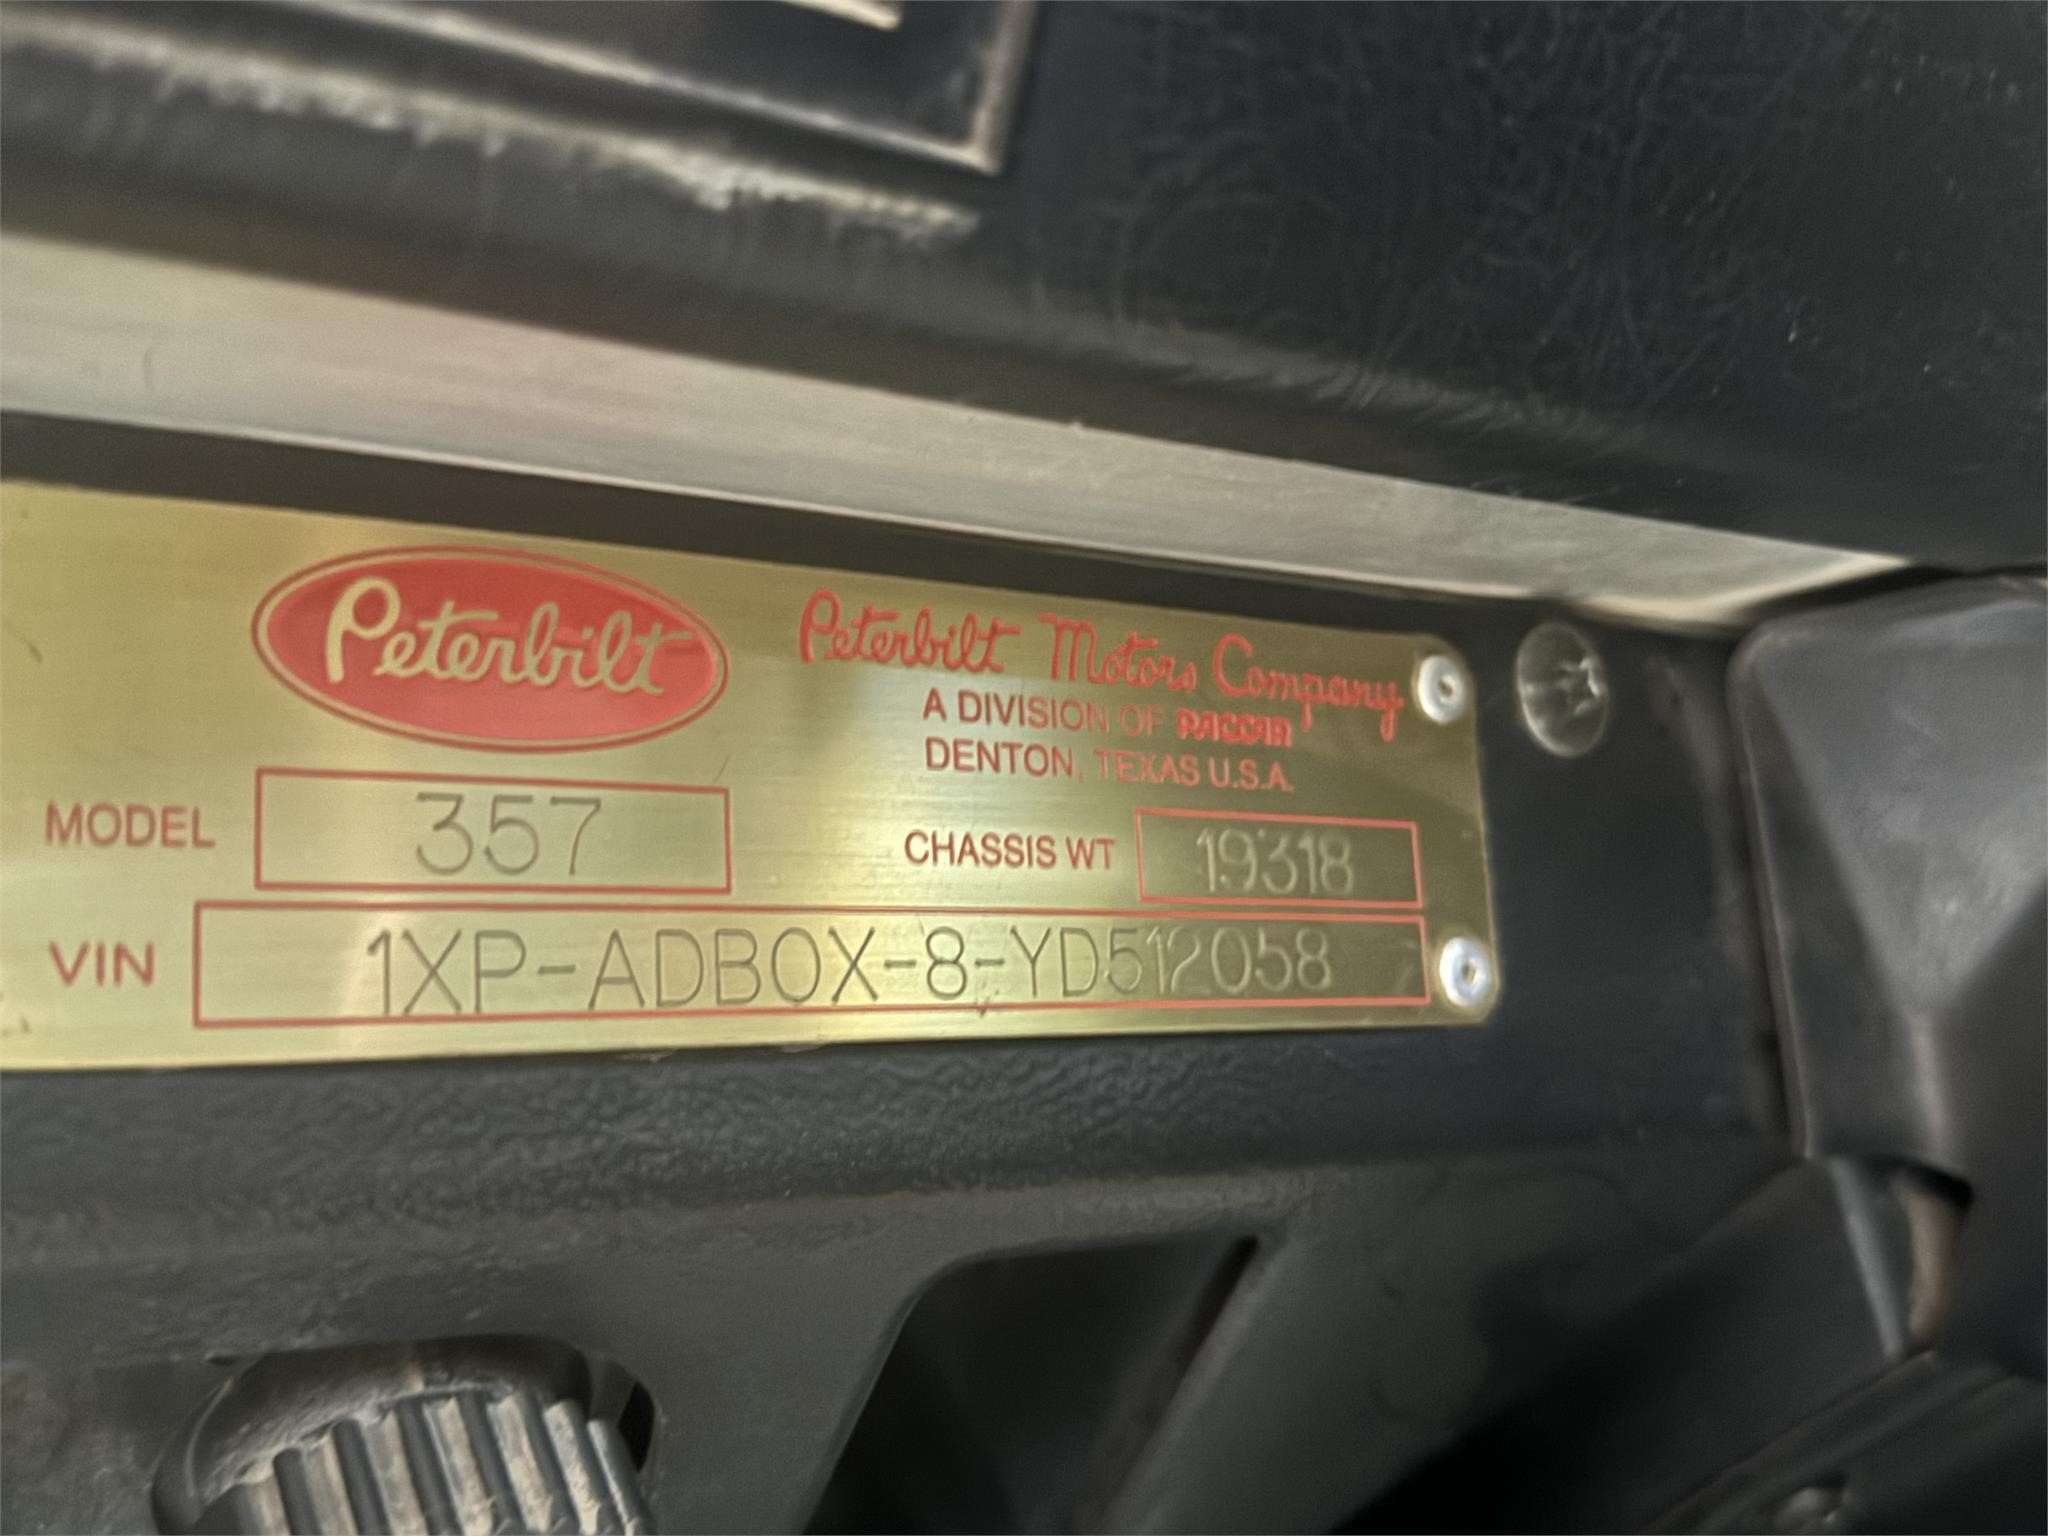 Peterbilt
Peterbilt Motors Company
A DIVISION OF PACCAR
DENTON, TEXAS U.S.A.
MODEL 357
CHASSIS WT 19318
VIN 1XP-ADB0X-8-YD512058